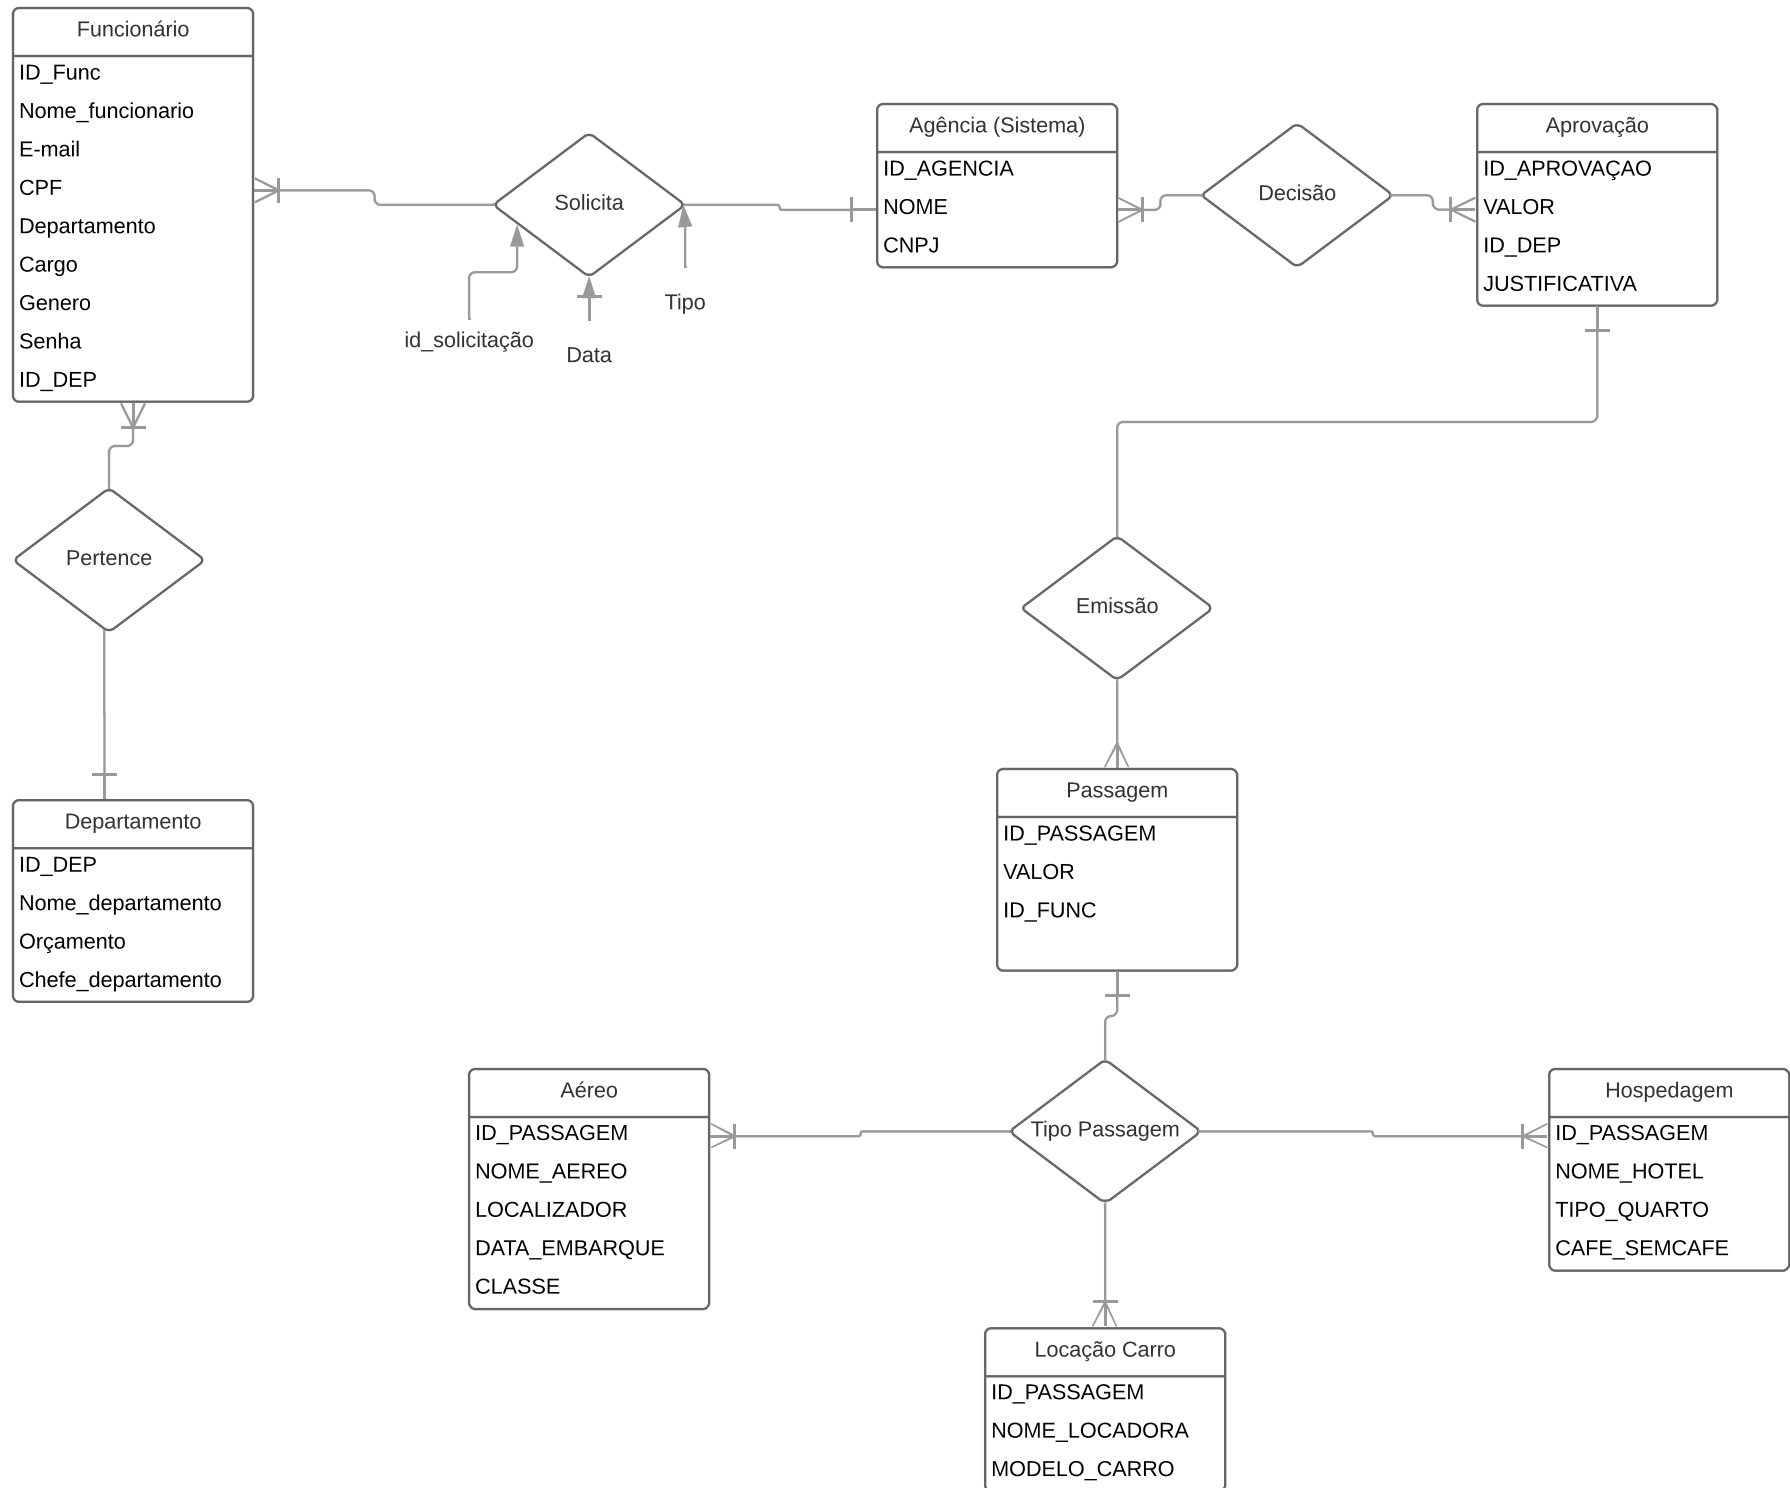 Funcionário
ID_Func
Nome_funcionario
E-mail
CPF
Departamento
Cargo
Genero
Senha
ID_DEP
Solicita
id_solicitação
Data
Tipo
Agência (Sistema)
ID_AGENCIA
NOME
CNPJ
Decisão
Aprovação
ID_APROVAÇAO
VALOR
ID_DEP
JUSTIFICATIVA
Pertence
Emissão
Departamento
ID_DEP
Nome_departamento
Orçamento
Chefe_departamento
Passagem
ID_PASSAGEM
VALOR
ID_FUNC
Tipo Passagem
Aéreo
ID_PASSAGEM
NOME_AEREO
LOCALIZADOR
DATA_EMBARQUE
CLASSE
Hospedagem
ID_PASSAGEM
NOME_HOTEL
TIPO_QUARTO
CAFE_SEMCAFE
Locação Carro
ID_PASSAGEM
NOME_LOCADORA
MODELO_CARRO